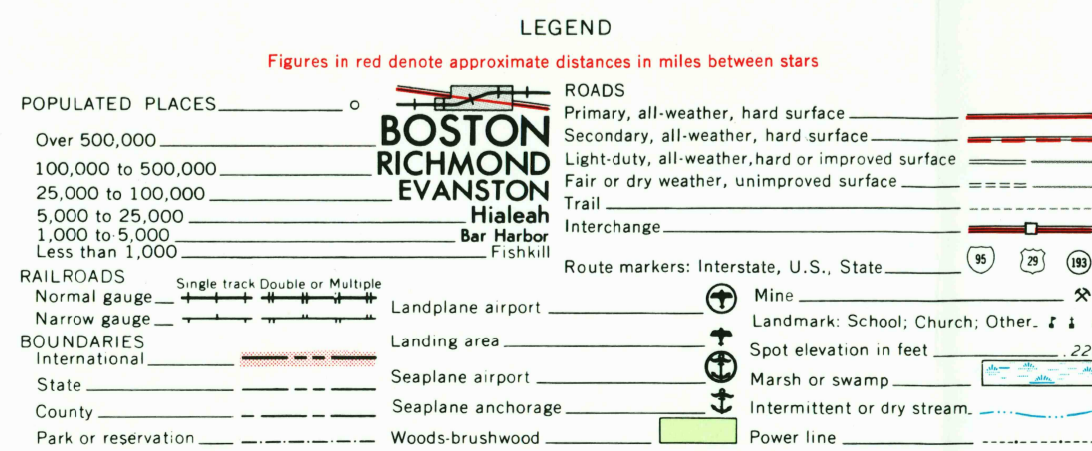 LEGEND
Figures in red denote approximate distances in miles between stars
POPULATED PLACES
Over 500,000 BOSTON
100,000 to 500,000 RICHMOND
25,000 to 100,000 EVANSTON
5,000 to 25,000 Hialeah
1,000 to 5,000 Bar Harbor
Less than 1,000 Fishkill
RAILROADS
Single track Double or Multiple
Normal gauge
Narrow gauge
BOUNDARIES
International
State
County
Park or reservation
Landplane airport
Landing area
Seaplane airport
Seaplane anchorage
Woods-brushwood
ROADS
Primary, all-weather, hard surface
Secondary, all-weather, hard surface
Light-duty, all-weather, hard or improved surface
Fair or dry weather, unimproved surface
Trail
Interchange
Route markers: Interstate, U.S., State 95 29 193
Mine
Landmark: School; Church; Other
Spot elevation in feet .22
Marsh or swamp
Intermittent or dry stream
Power line